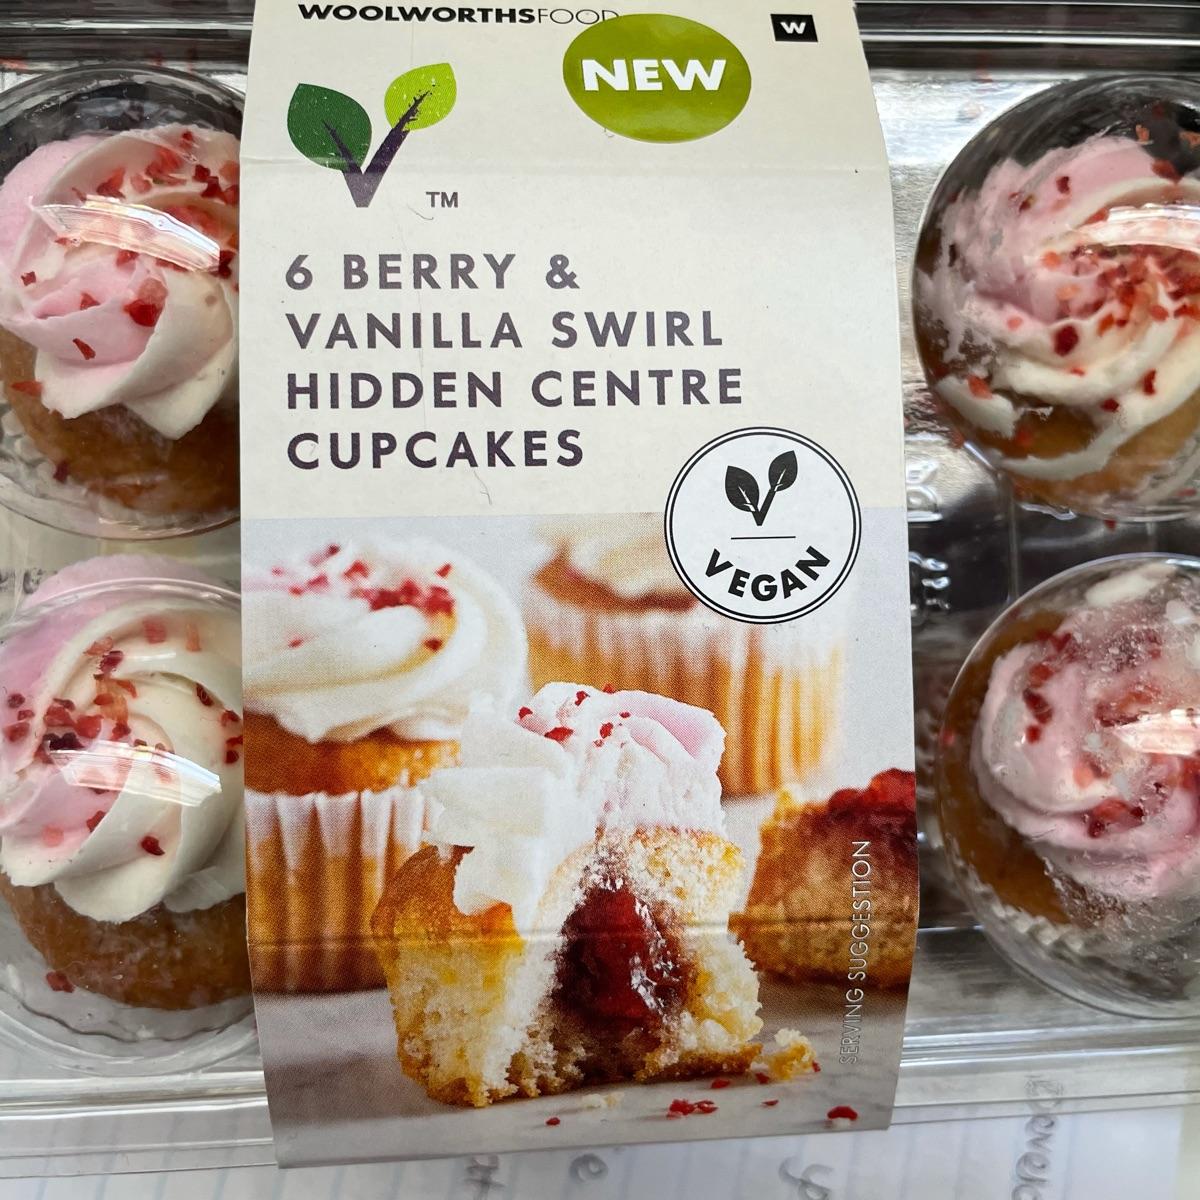 WOOLWORTHSFOOD
W
NEW
TM
6 BERRY &
VANILLA SWIRL
HIDDEN CENTRE
CUPCAKES
VEGAN
SERVING SUGGESTION